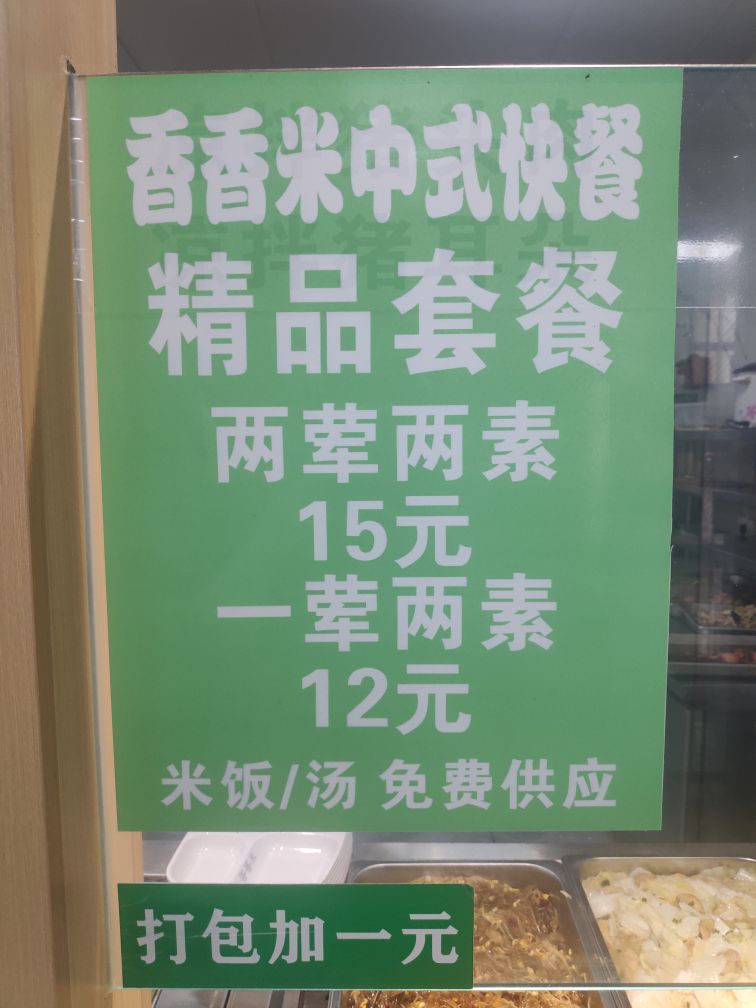 香香米中式快餐
精品套餐
两荤两素
15元
一荤两素
12元
米饭/汤 免费供应
打包加一元